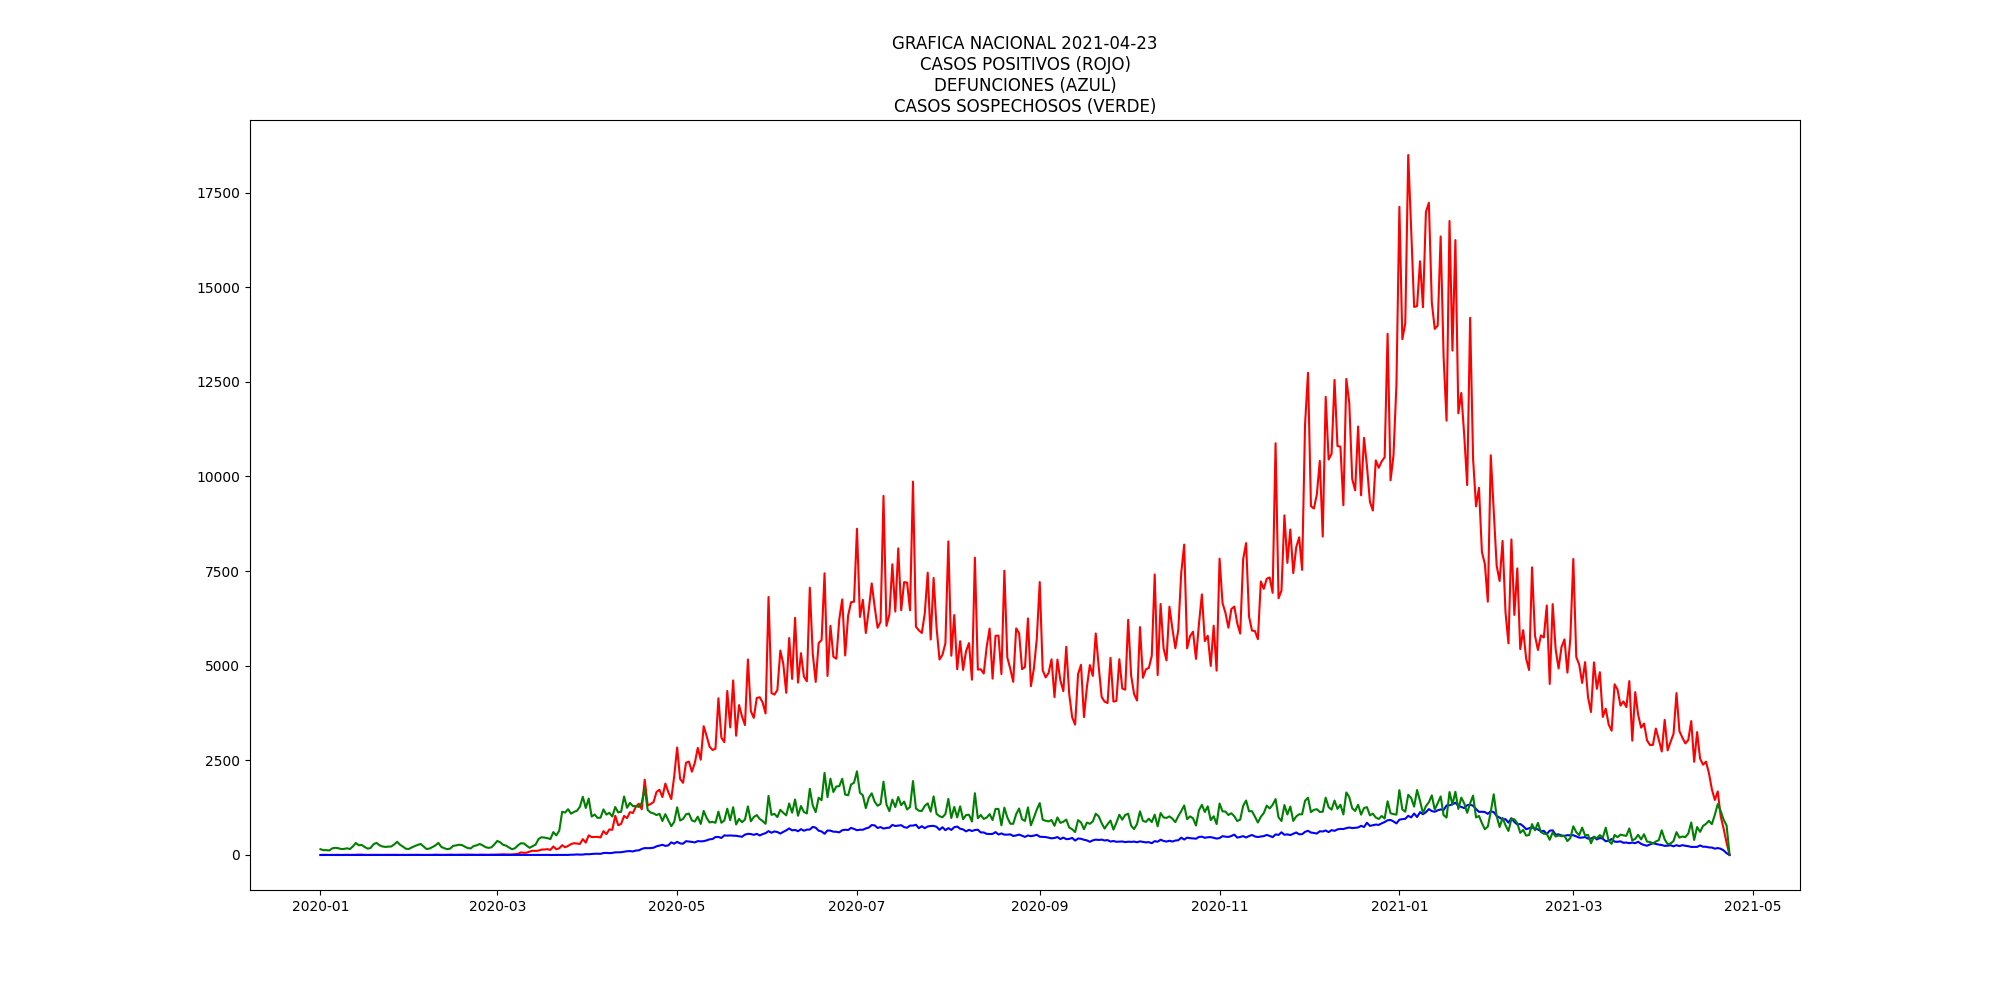 GRAFICA NACIONAL 2021-04-23
CASOS POSITIVOS (ROJO)
DEFUNCIONES (AZUL)
CASOS SOSPECHOSOS (VERDE)
17500
15000
12500
10000
7500
5000
2500
0
2020-01 2020-03 2020-05 2020-07 2020-09 2020-11 2021-01 2021-03 2021-05